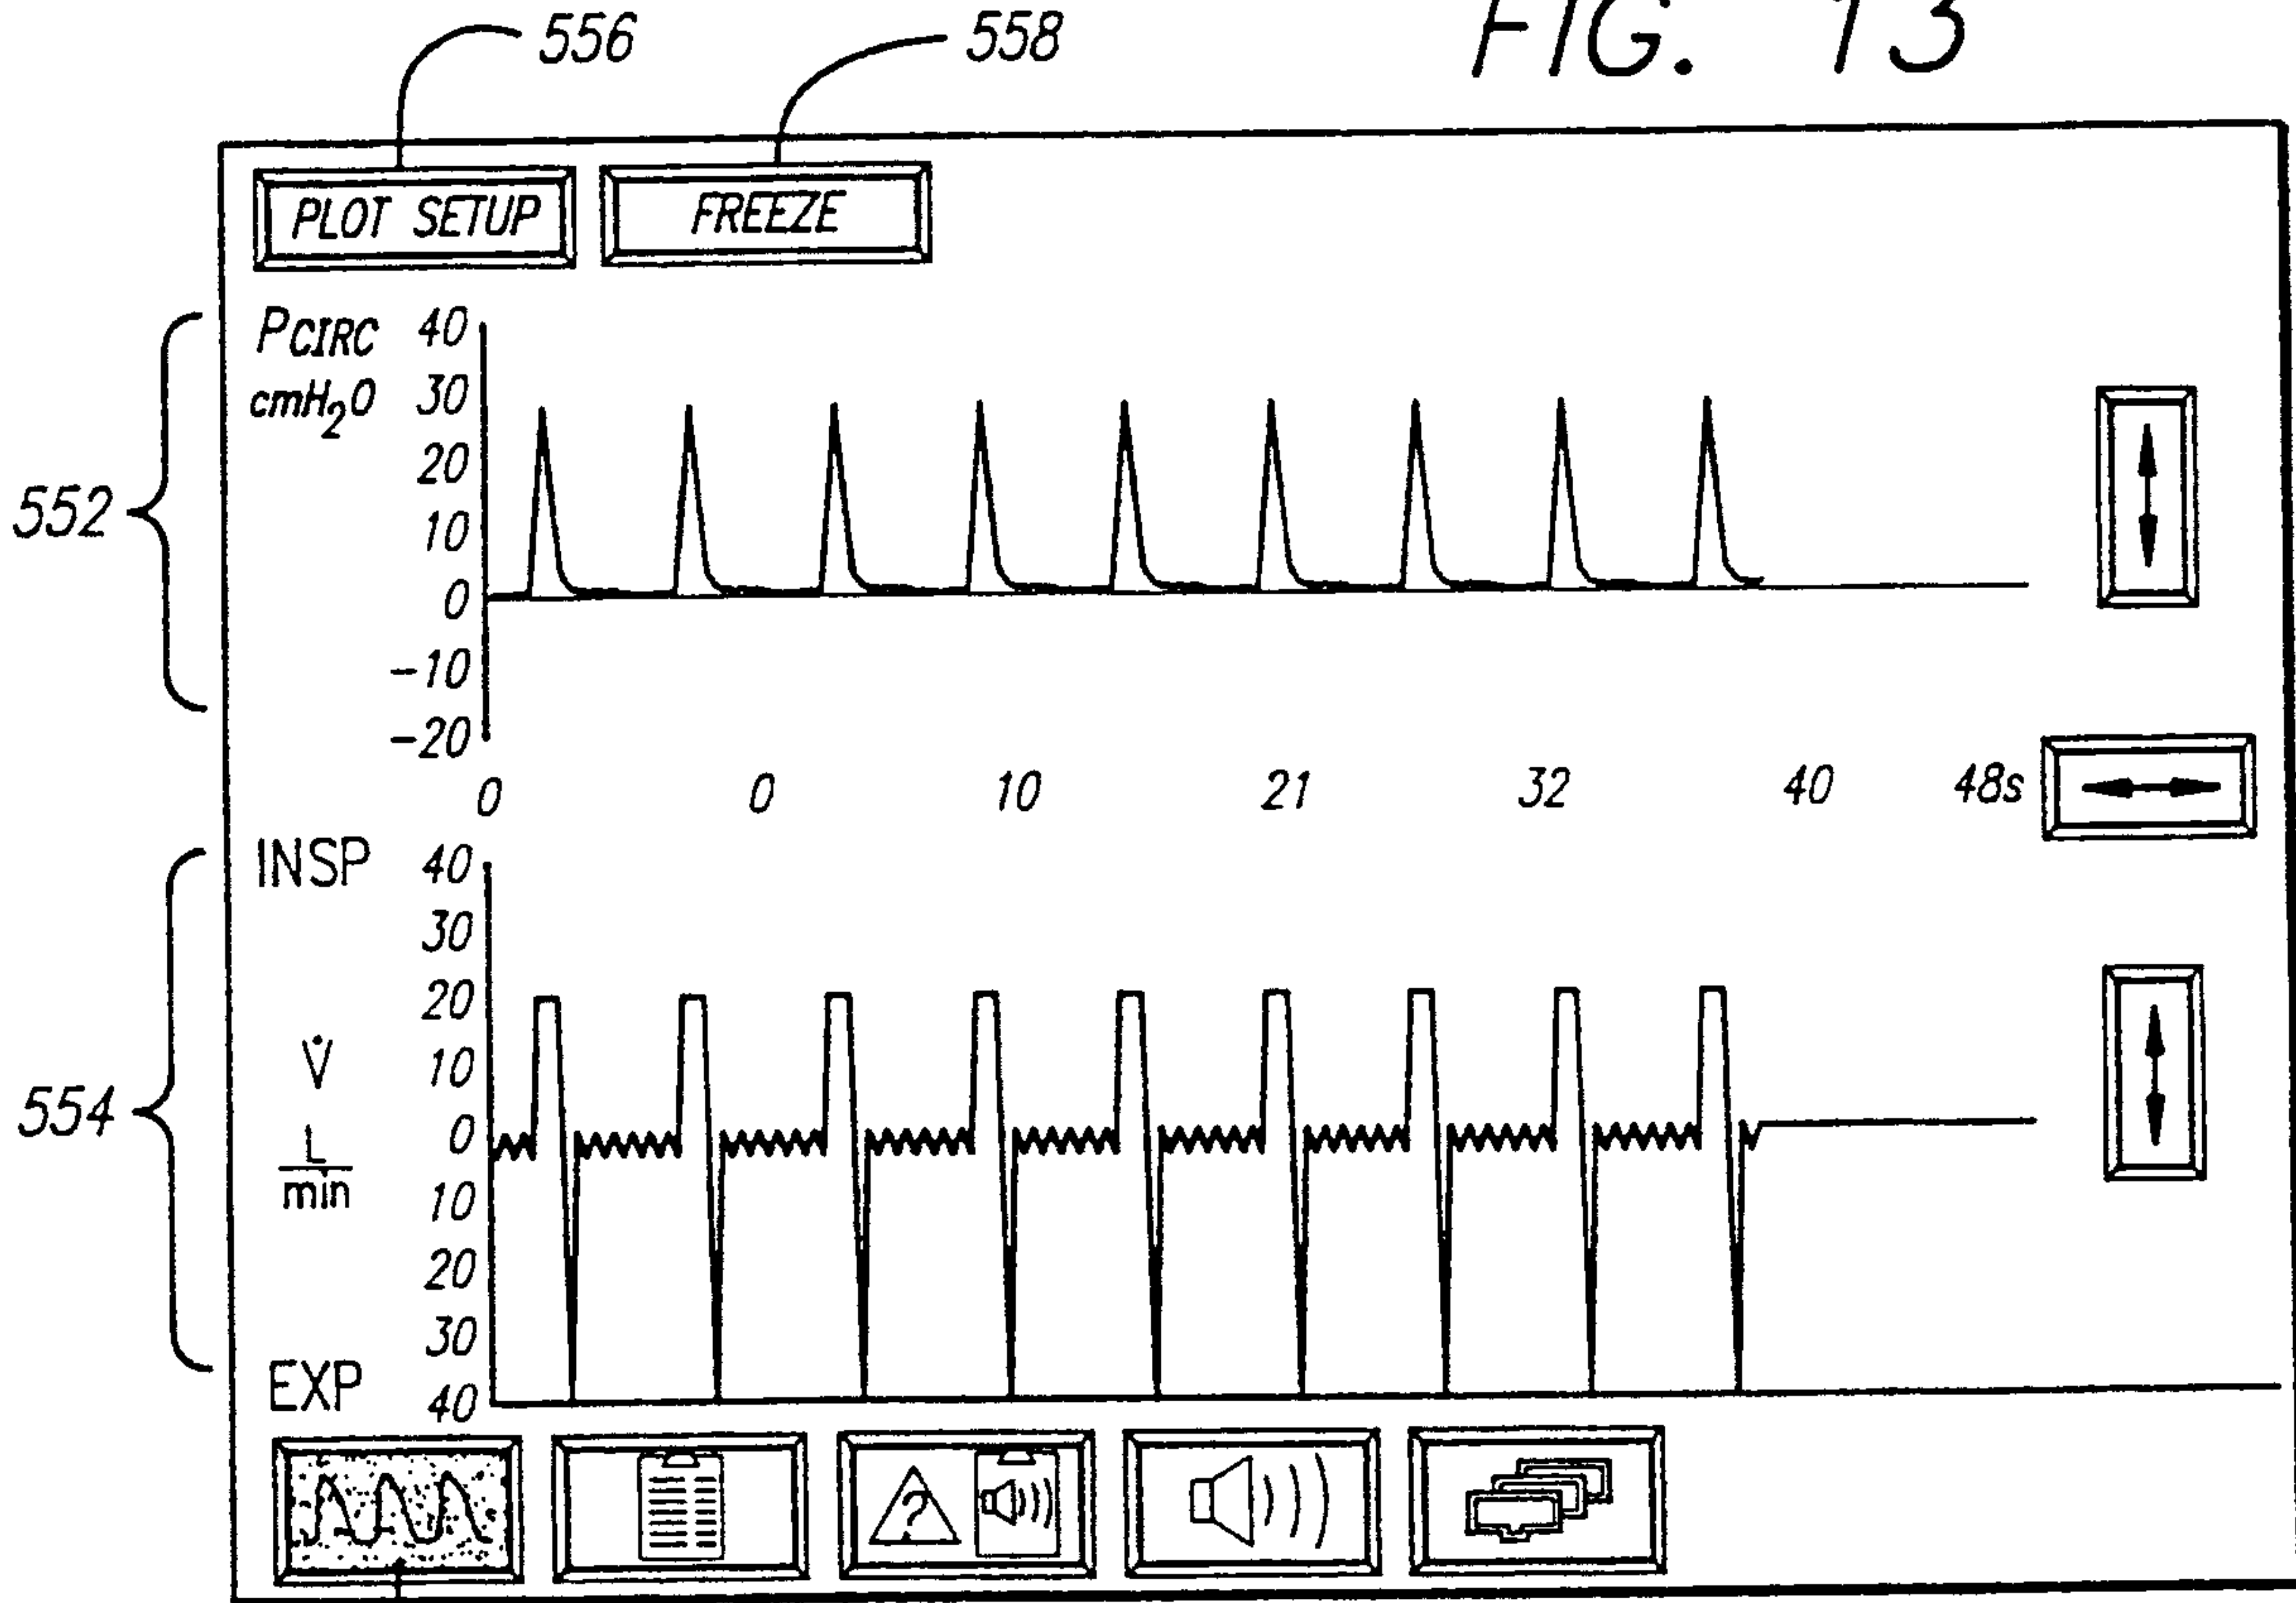 FIG. 13
556
558
PLOT SETUP
FREEZE
552
PCIRC
cmH2O
40
30
20
10
0
-10
-20
0 0 10 21 32 40 48s
554
INSP
V̇
L
min
EXP
40
30
20
10
0
10
20
30
40
?